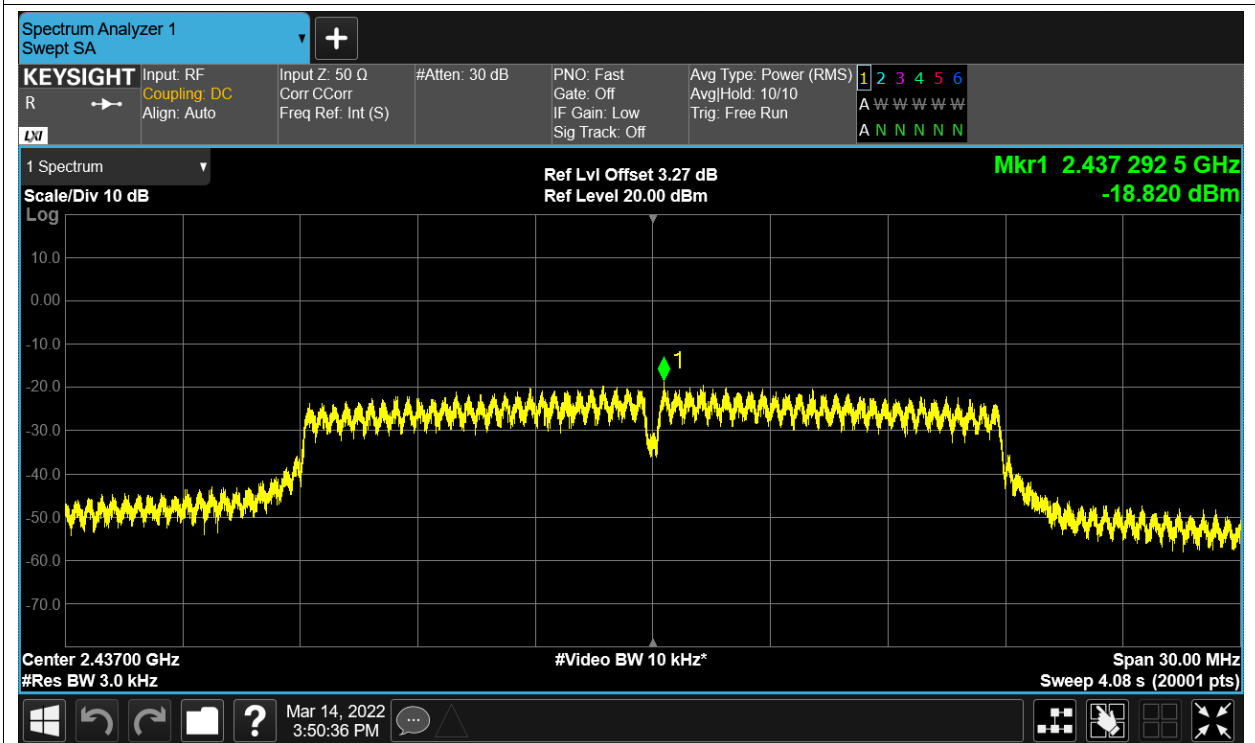 Spectrum Analyzer 1
Swept SA
KEYSIGHT
R
LXI
Input: RF
Coupling: DC
Align: Auto
Input Z: 50 Ω
Corr CCorr
Freq Ref: Int (S)
#Atten: 30 dB
PNO: Fast
Gate: Off
IF Gain: Low
Sig Track: Off
Avg Type: Power (RMS)
Avg|Hold: 10/10
Trig: Free Run
1 2 3 4 5 6
A W W W W W
A N N N N N
1 Spectrum
Scale/Div 10 dB
Log
Ref Lvl Offset 3.27 dB
Ref Level 20.00 dBm
Mkr1 2.437 292 5 GHz
-18.820 dBm
10.0
0.00
-10.0
-20.0
-30.0
-40.0
-50.0
-60.0
-70.0
1
Center 2.43700 GHz
#Res BW 3.0 kHz
#Video BW 10 kHz*
Span 30.00 MHz
Sweep 4.08 s (20001 pts)
?
Mar 14, 2022
3:50:36 PM